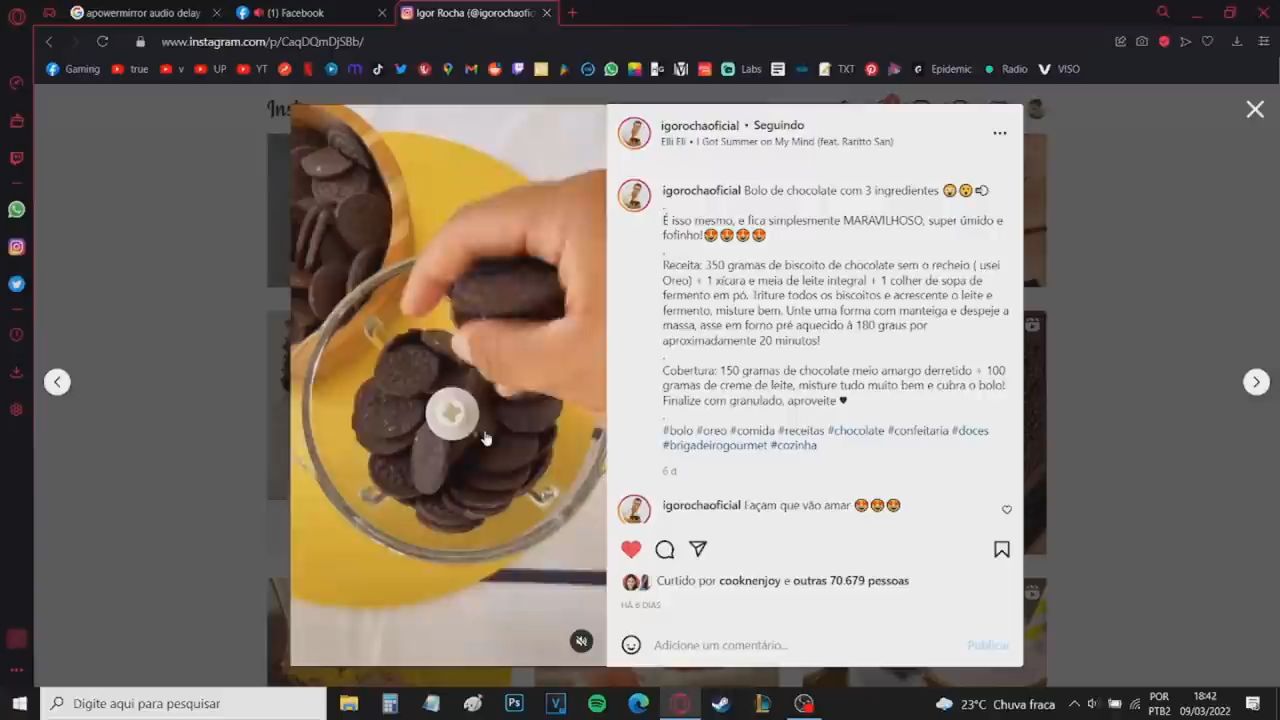 apowermirror audio delay
(1) Facebook
Igor Rocha (@igorochaofic
www.instagram.com/p/CaqDQmDjSBb/
Gaming
true
v
UP
YT
Labs
TXT
Epidemic
Radio
VISO
Ins
igorochaoficial • Seguindo
Elli Eli • I Got Summer on My Mind (feat. Raritto San)
igorochaoficial Bolo de chocolate com 3 ingredientes
.
É isso mesmo, e fica simplesmente MARAVILHOSO, super úmido e
fofinho!
.
Receita: 350 gramas de biscoito de chocolate sem o recheio ( usei
Oreo) + 1 xícara e meia de leite integral + 1 colher de sopa de
fermento em pó. Triture todos os biscoitos e acrescente o leite e
fermento, misture bem. Unte uma forma com manteiga e despeje a
massa, asse em forno pré aquecido à 180 graus por
aproximadamente 20 minutos!
.
Cobertura: 150 gramas de chocolate meio amargo derretido + 100
gramas de creme de leite, misture tudo muito bem e cubra o bolo!
Finalize com granulado, aproveite ♥
.
#bolo #oreo #comida #receitas #chocolate #confeitaria #doces
#brigadeirogourmet #cozinha
6 d
igorochaoficial Façam que vão amar
Curtido por cooknenjoy e outras 70.679 pessoas
HÁ 6 DIAS
Adicione um comentário...
Publicar
Digite aqui para pesquisar
Ps
V
23°C Chuva fraca
POR
PTB2
18:42
09/03/2022